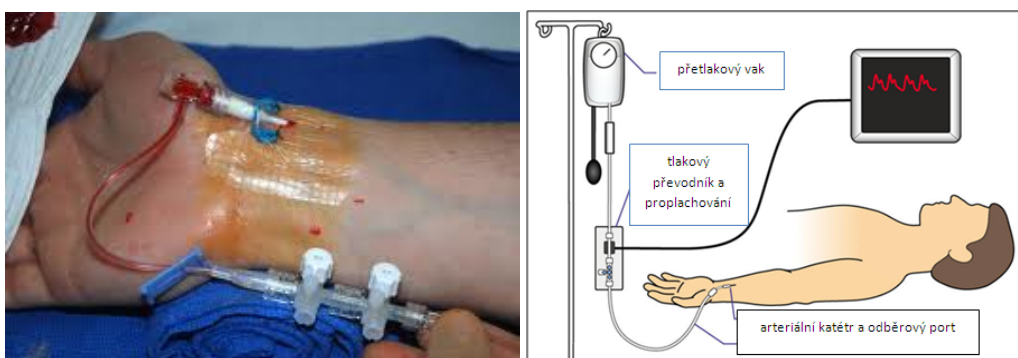 přetlakový vak
tlakový
převodník a
proplachování
arteriální katétr a odběrový port